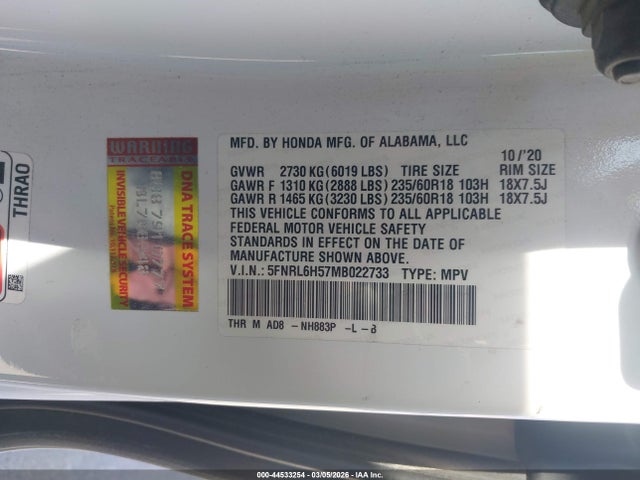 MFD. BY HONDA MFG. OF ALABAMA, LLC
10/'20
GVWR 2730 KG(6019 LBS) TIRE SIZE RIM SIZE
GAWR F 1310 KG(2888 LBS) 235/60R18 103H 18X7.5J
GAWR R 1465 KG(3230 LBS) 235/60R18 103H 18X7.5J
THIS VEHICLE CONFORMS TO ALL APPLICABLE
FEDERAL MOTOR VEHICLE SAFETY
STANDARDS IN EFFECT ON THE DATE OF
MANUFACTURE SHOWN ABOVE.
V.I.N.: 5FNRL6H57MB022733 TYPE: MPV
THR M AD8 -NH883P -L -B
WARNING
TRACEABLE
DNA TRACE SYSTEM
INVISIBLE VEHICLE SECURITY
THRAO
000-44533254 - 03/05/2026 - IAA, Inc.